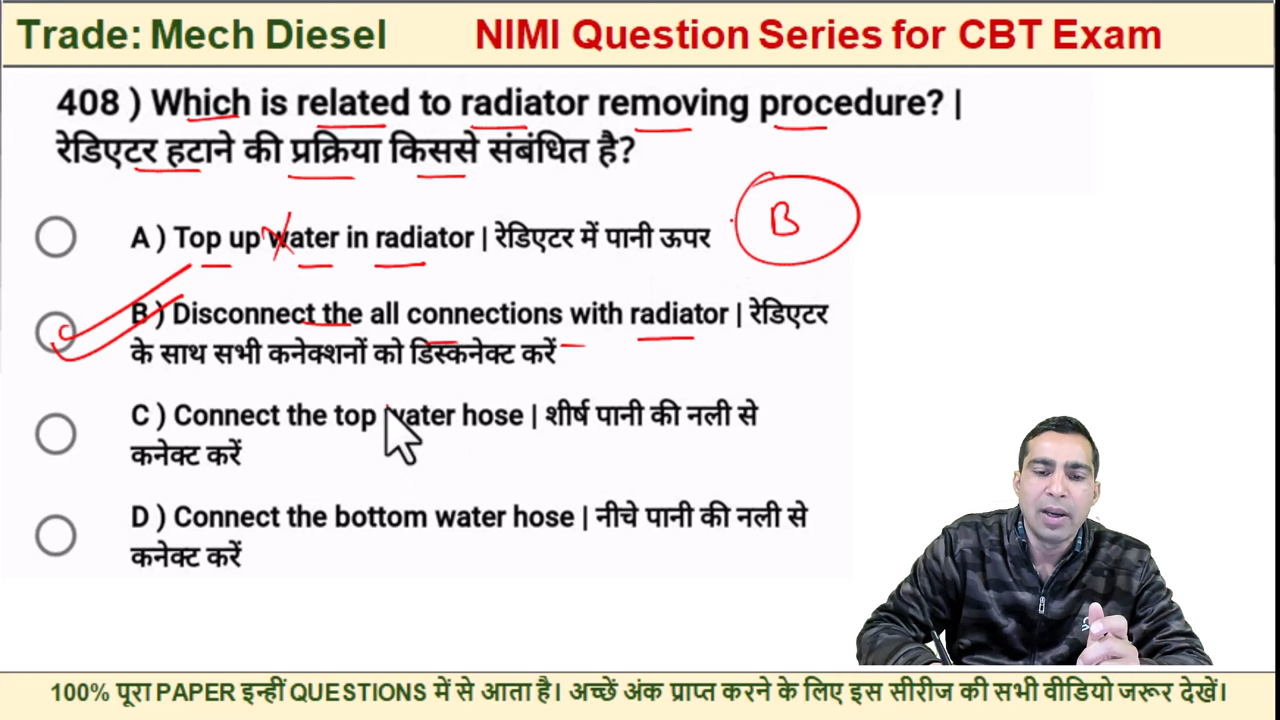 Trade: Mech Diesel NIMI Question Series for CBT Exam
408 ) Which is related to radiator removing procedure? |
रेडिएटर हटाने की प्रक्रिया किससे संबंधित है?
A ) Top up water in radiator | रेडिएटर में पानी ऊपर
B
B ) Disconnect the all connections with radiator | रेडिएटर
के साथ सभी कनेक्शनों को डिस्कनेक्ट करें
C ) Connect the top water hose | शीर्ष पानी की नली से
कनेक्ट करें
D ) Connect the bottom water hose | नीचे पानी की नली से
कनेक्ट करें
100% पूरा PAPER इन्हीं QUESTIONS में से आता है। अच्छें अंक प्राप्त करने के लिए इस सीरीज की सभी वीडियो जरूर देखें।